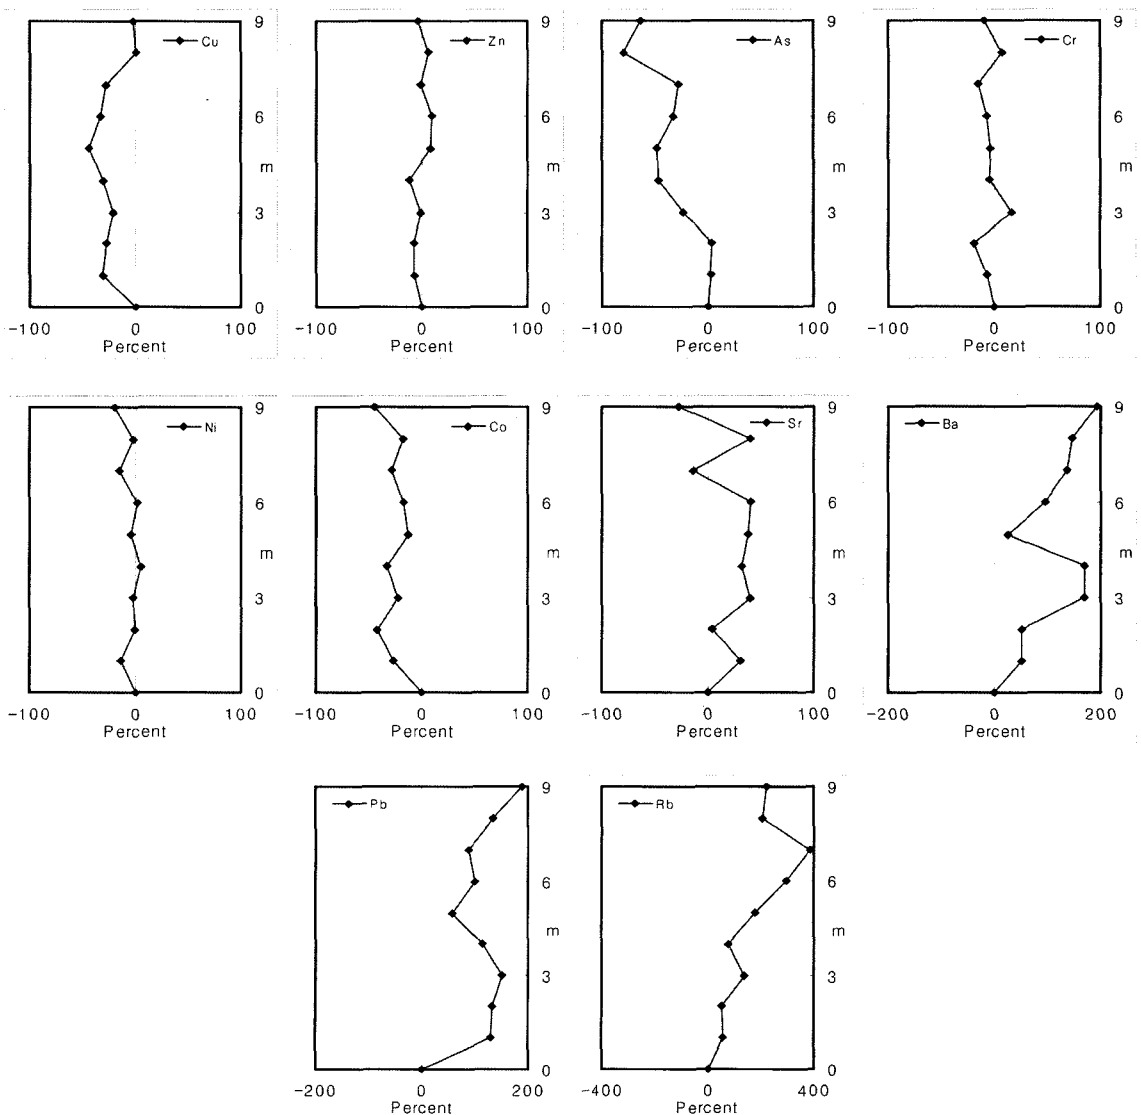 9 9 9 9
Cu Zn As Cr
6 6 6 6
m m m m
3 3 3 3
0 0 0 0
−100 0 100 −100 0 100 −100 0 100 −100 0 100
Percent Percent Percent Percent
9 9 9 9
Ni Co Sr Ba
6 6 6 6
m m m m
3 3 3 3
0 0 0 0
−100 0 100 −100 0 100 −100 0 100 −200 0 200
Percent Percent Percent Percent
9 9
Pb Rb
6 6
m m
3 3
0 0
−200 0 200 −400 0 400
Percent Percent